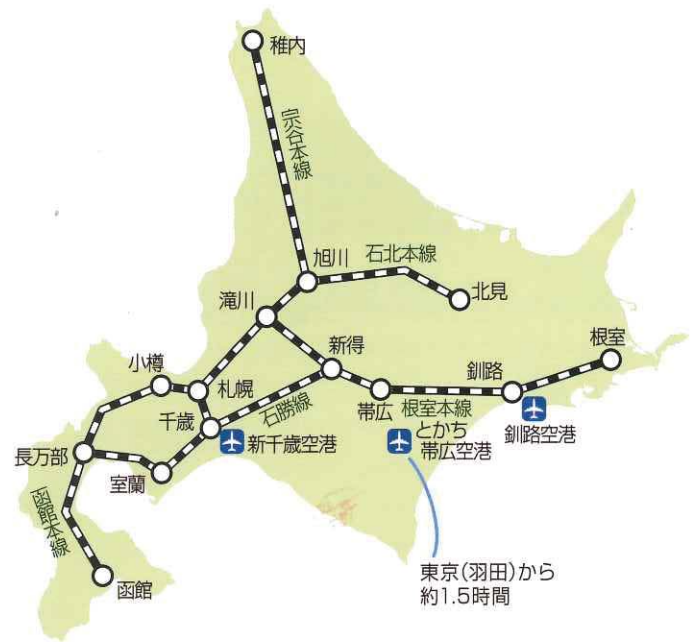 稚内
宗谷本線
旭川
石北本線
北見
滝川
新得
根室
小樽
札幌
釧路
帯広
根室本線
千歳
石勝線
とかち
帯広空港
新千歳空港
釧路空港
長万部
室蘭
函館本線
函館
東京(羽田)から
約1.5時間